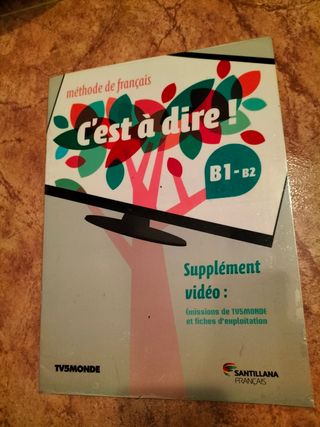 méthode de français
C'est à dire !
B1-B2
Supplément
vidéo :
émissions de TV5MONDE
et fiches d'exploitation
TV5MONDE
SANTILLANA
FRANÇAIS